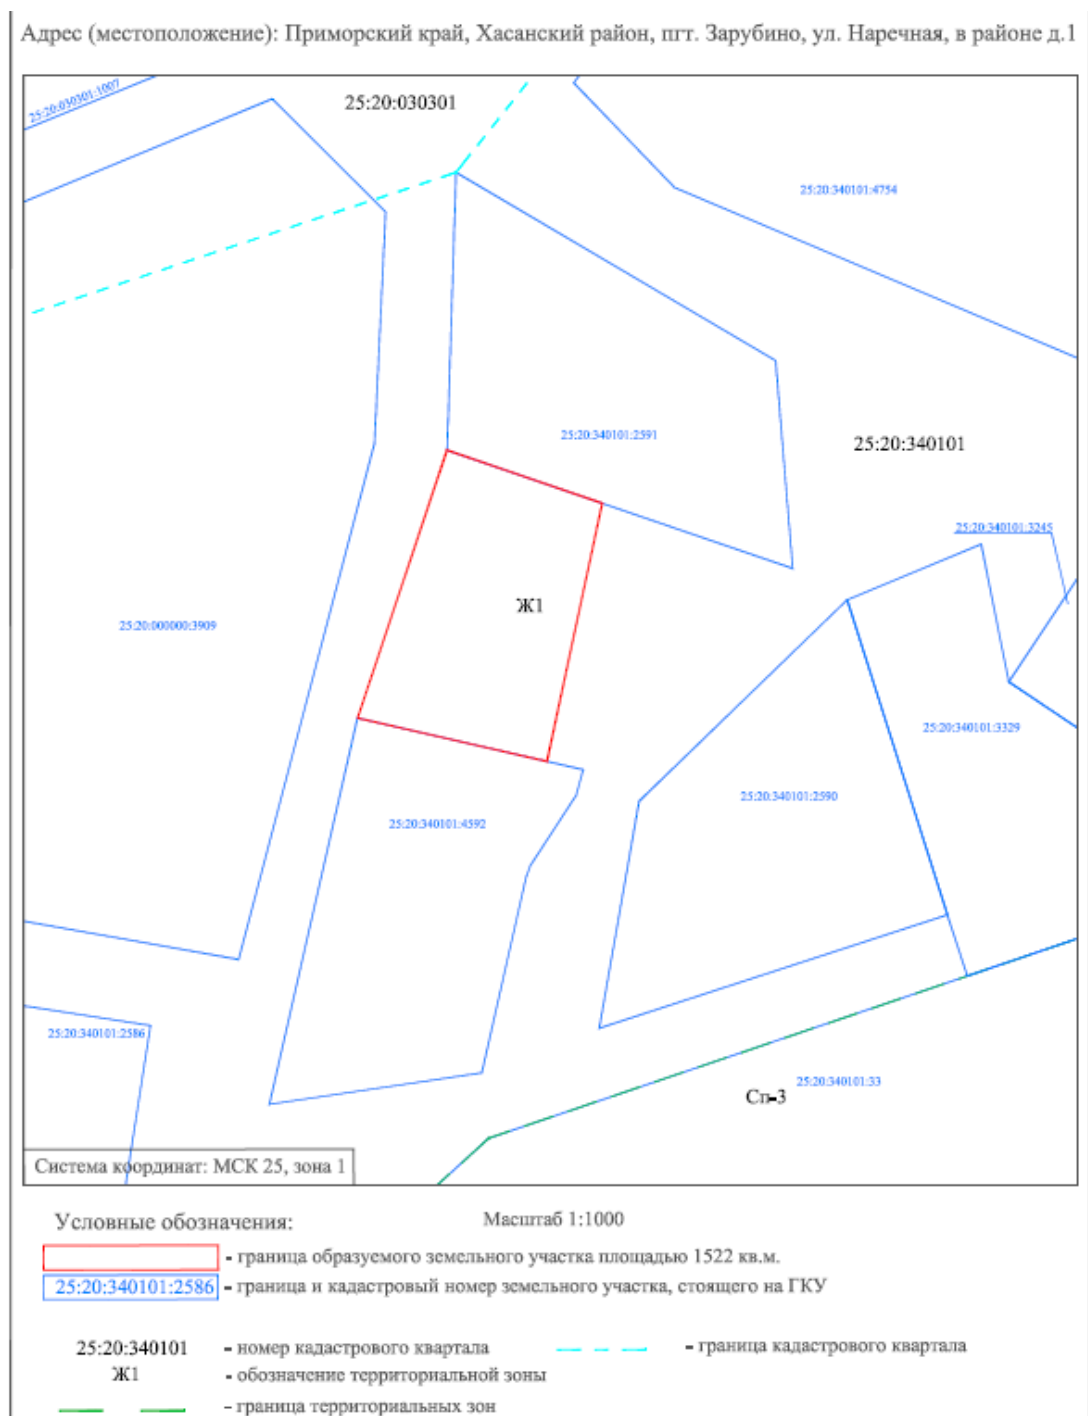 Адрес (местоположение): Приморский край, Хасанский район, пгт. Зарубино, ул. Наречная, в районе д.1
25:20:030301:1007
25:20:030301
25:20:340101:4754
25:20:340101:2591
25:20:340101
25:20:340101:3245
Ж1
25:20:000000:3909
25:20:340101:3329
25:20:340101:2590
25:20:340101:4592
25:20:340101:2586
25:20:340101:33
Сп-3
Система координат: МСК 25, зона 1
Условные обозначения:
Масштаб 1:1000
- граница образуемого земельного участка площадью 1522 кв.м.
25:20:340101:2586 - граница и кадастровый номер земельного участка, стоящего на ГКУ
25:20:340101 - номер кадастрового квартала - граница кадастрового квартала
Ж1 - обозначение территориальной зоны
- граница территориальных зон